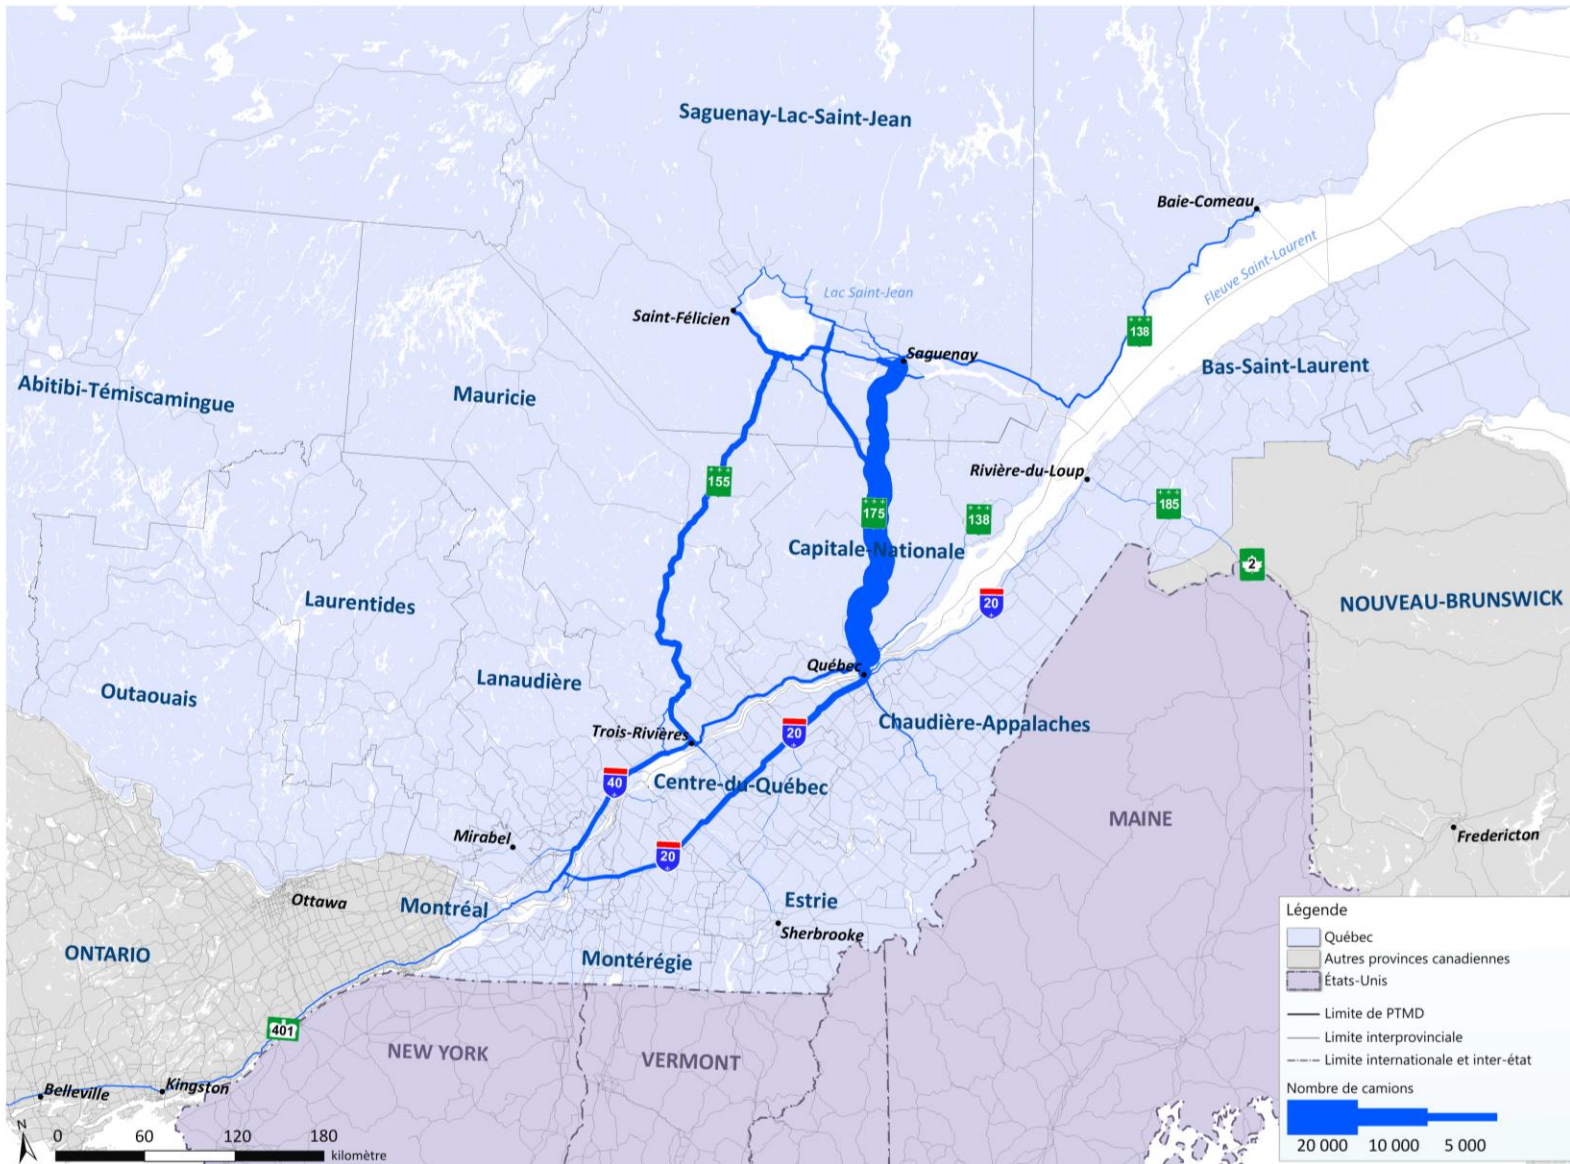 Saguenay-Lac-Saint-Jean
Baie-Comeau
Fleuve Saint-Laurent
Lac Saint-Jean
Saint-Félicien
138
Saguenay
Bas-Saint-Laurent
Abitibi-Témiscamingue
Mauricie
Rivière-du-Loup
155
175
138
185
Capitale-Nationale
2
Laurentides
20
NOUVEAU-BRUNSWICK
Québec
Lanaudière
Outaouais
Chaudière-Appalaches
Trois-Rivières
20
40
Centre-du-Québec
MAINE
Mirabel
20
Fredericton
Ottawa
Montréal
Estrie
Sherbrooke
ONTARIO
Montérégie
401
NEW YORK
VERMONT
Belleville
Kingston
N
0 60 120 180
kilomètre
Légende
Québec
Autres provinces canadiennes
États-Unis
Limite de PTMD
Limite interprovinciale
Limite internationale et inter-état
Nombre de camions
20 000 10 000 5 000